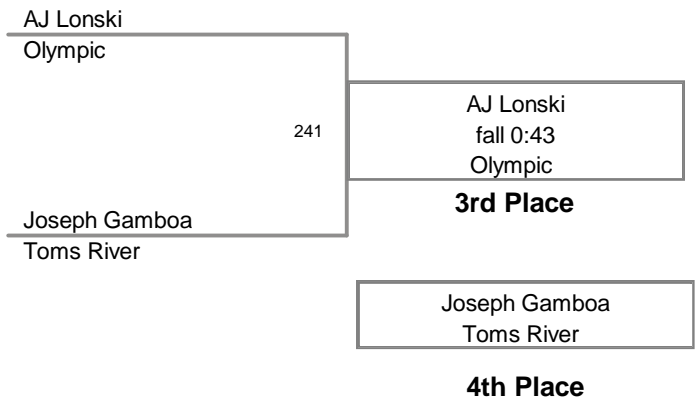 AJ Lonski
Olympic
241
AJ Lonski
fall 0:43
Olympic
3rd Place
Joseph Gamboa
Toms River
Joseph Gamboa
Toms River
4th Place